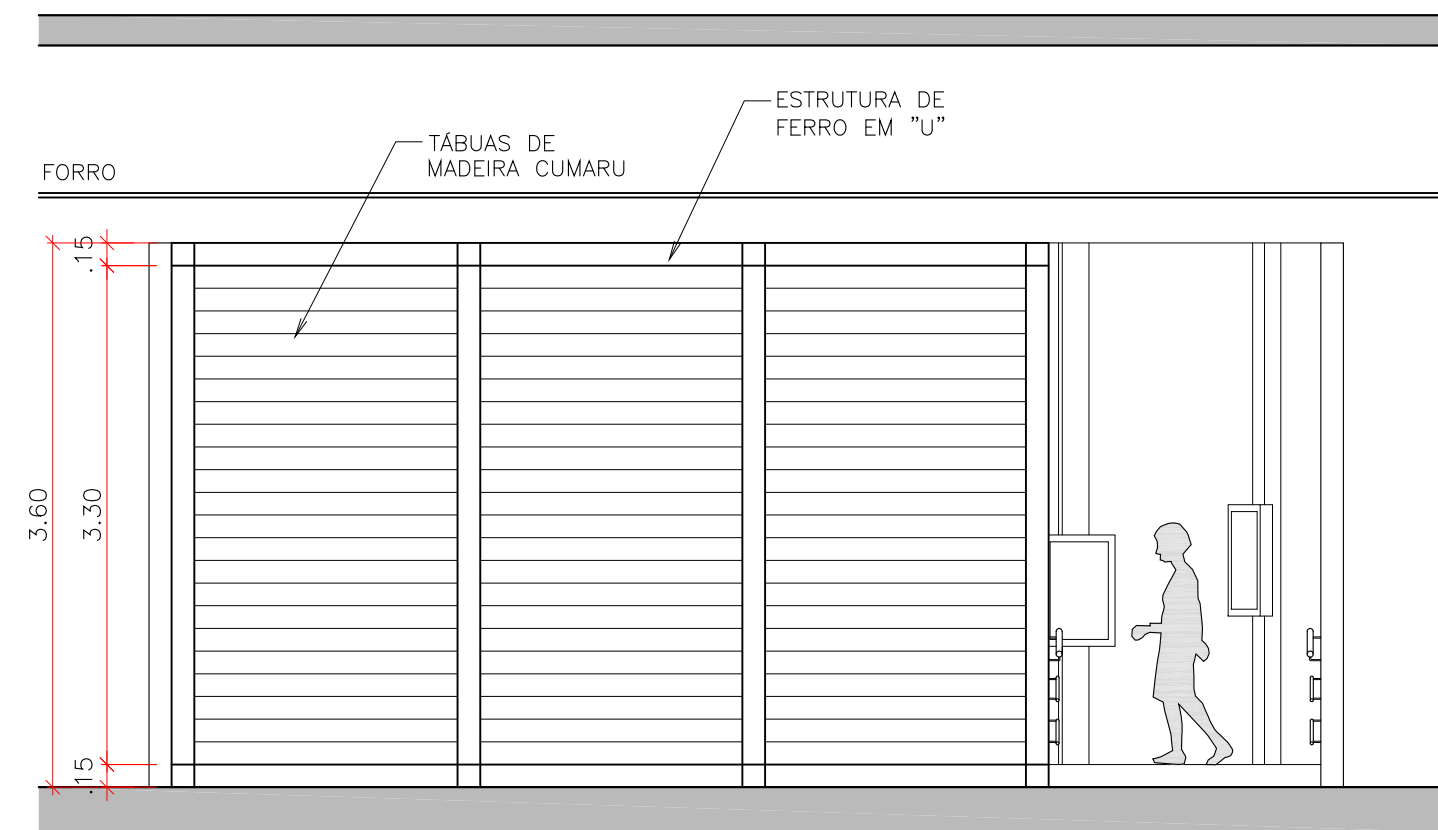 ESTRUTURA DE
FERRO EM "U"
TÁBUAS DE
MADEIRA CUMARU
FORRO
.15
3.60
3.30
.15